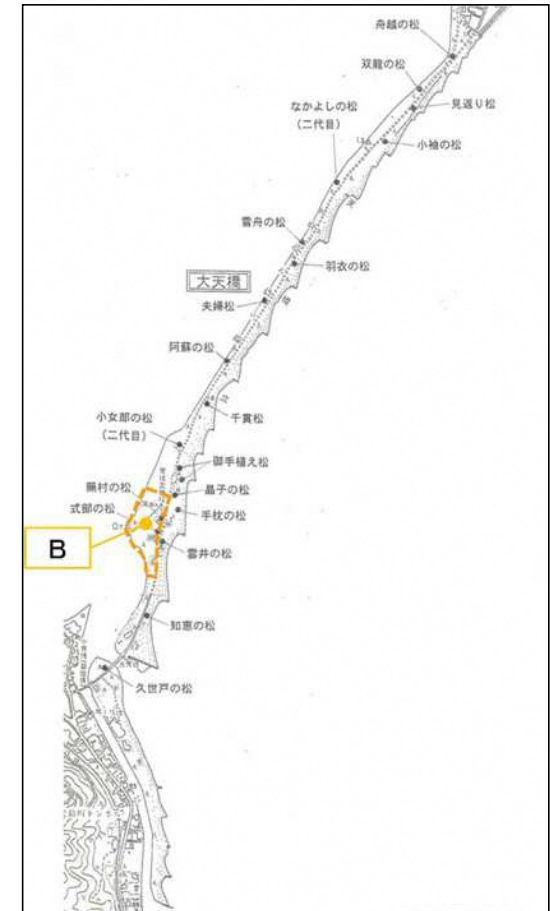 舟越の松
双龍の松
見返り松
なかよしの松
(二代目)
小袖の松
雪舟の松
羽衣の松
大天橋
夫婦松
阿蘇の松
千貫松
小女郎の松
(二代目)
御手植え松
蕪村の松
晶子の松
式部の松
手枕の松
B
雲井の松
知恵の松
久世戸の松